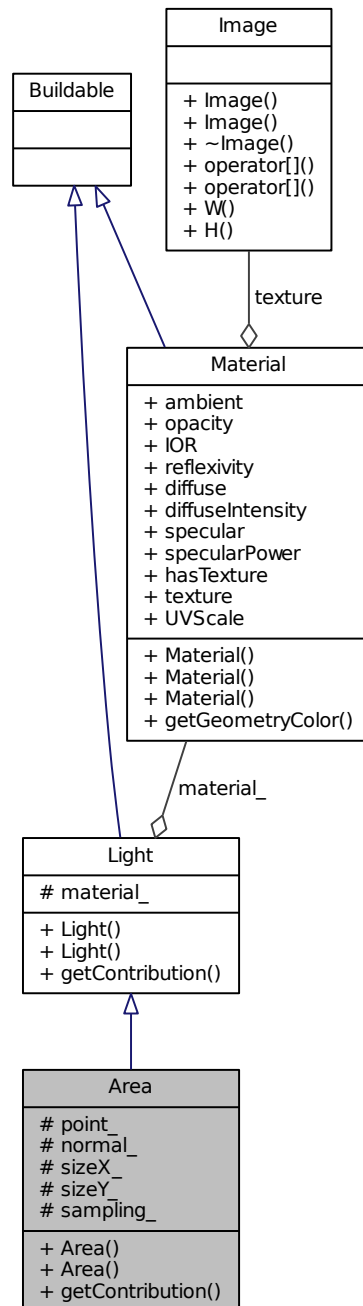 Image
+ Image()
+ Image()
+ ~Image()
+ operator[]()
+ operator[]()
+ W()
+ H()
Buildable
texture
Material
+ ambient
+ opacity
+ IOR
+ reflexivity
+ diffuse
+ diffuseIntensity
+ specular
+ specularPower
+ hasTexture
+ texture
+ UVScale
+ Material()
+ Material()
+ Material()
+ getGeometryColor()
material_
Light
# material_
+ Light()
+ Light()
+ getContribution()
Area
# point_
# normal_
# sizeX_
# sizeY_
# sampling_
+ Area()
+ Area()
+ getContribution()